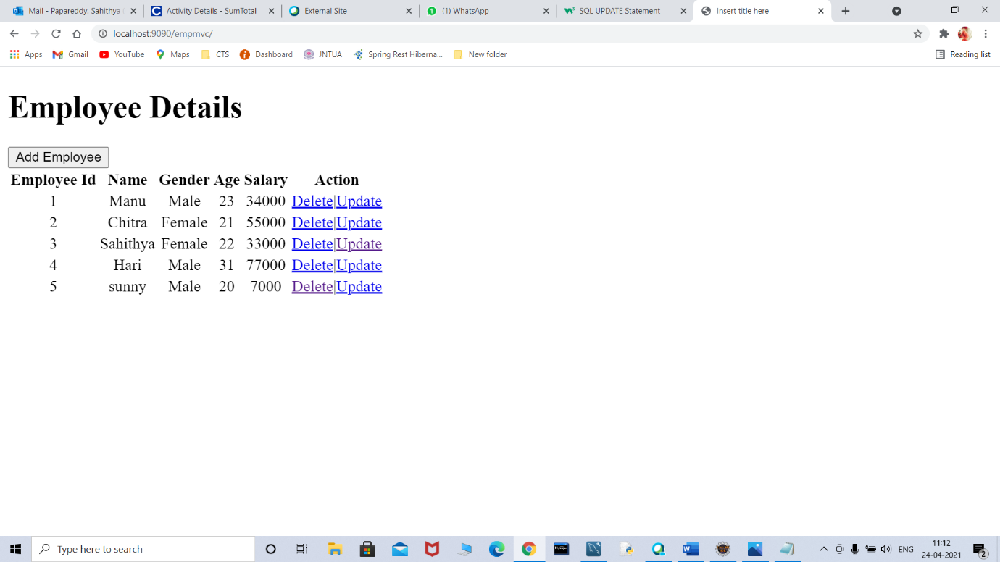 Mail - Papareddy, Sahithya (
Activity Details - SumTotal
External Site
1 (1) WhatsApp
SQL UPDATE Statement
Insert title here
localhost:9090/empmvc/
Apps Gmail YouTube Maps CTS Dashboard JNTUA Spring Rest Hiberna... New folder Reading list
Employee Details
Add Employee
Employee Id Name Gender Age Salary Action
1 Manu Male 23 34000 Delete|Update
2 Chitra Female 21 55000 Delete|Update
3 Sahithya Female 22 33000 Delete|Update
4 Hari Male 31 77000 Delete|Update
5 sunny Male 20 7000 Delete|Update
Type here to search
ENG
11:12
24-04-2021
2